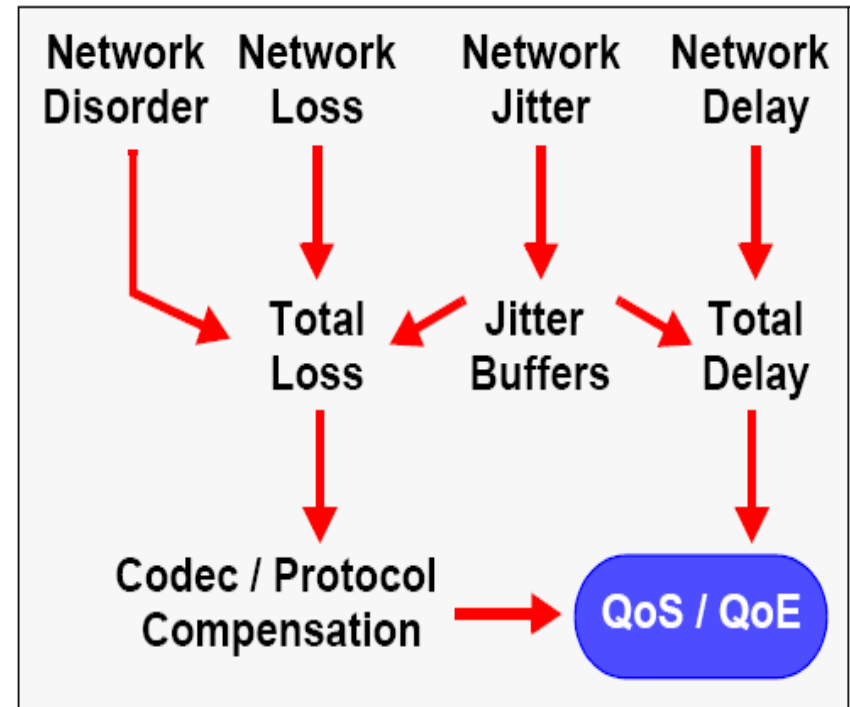 Network Disorder
Network Loss
Network Jitter
Network Delay
Total Loss
Jitter Buffers
Total Delay
Codec / Protocol
Compensation
QoS / QoE